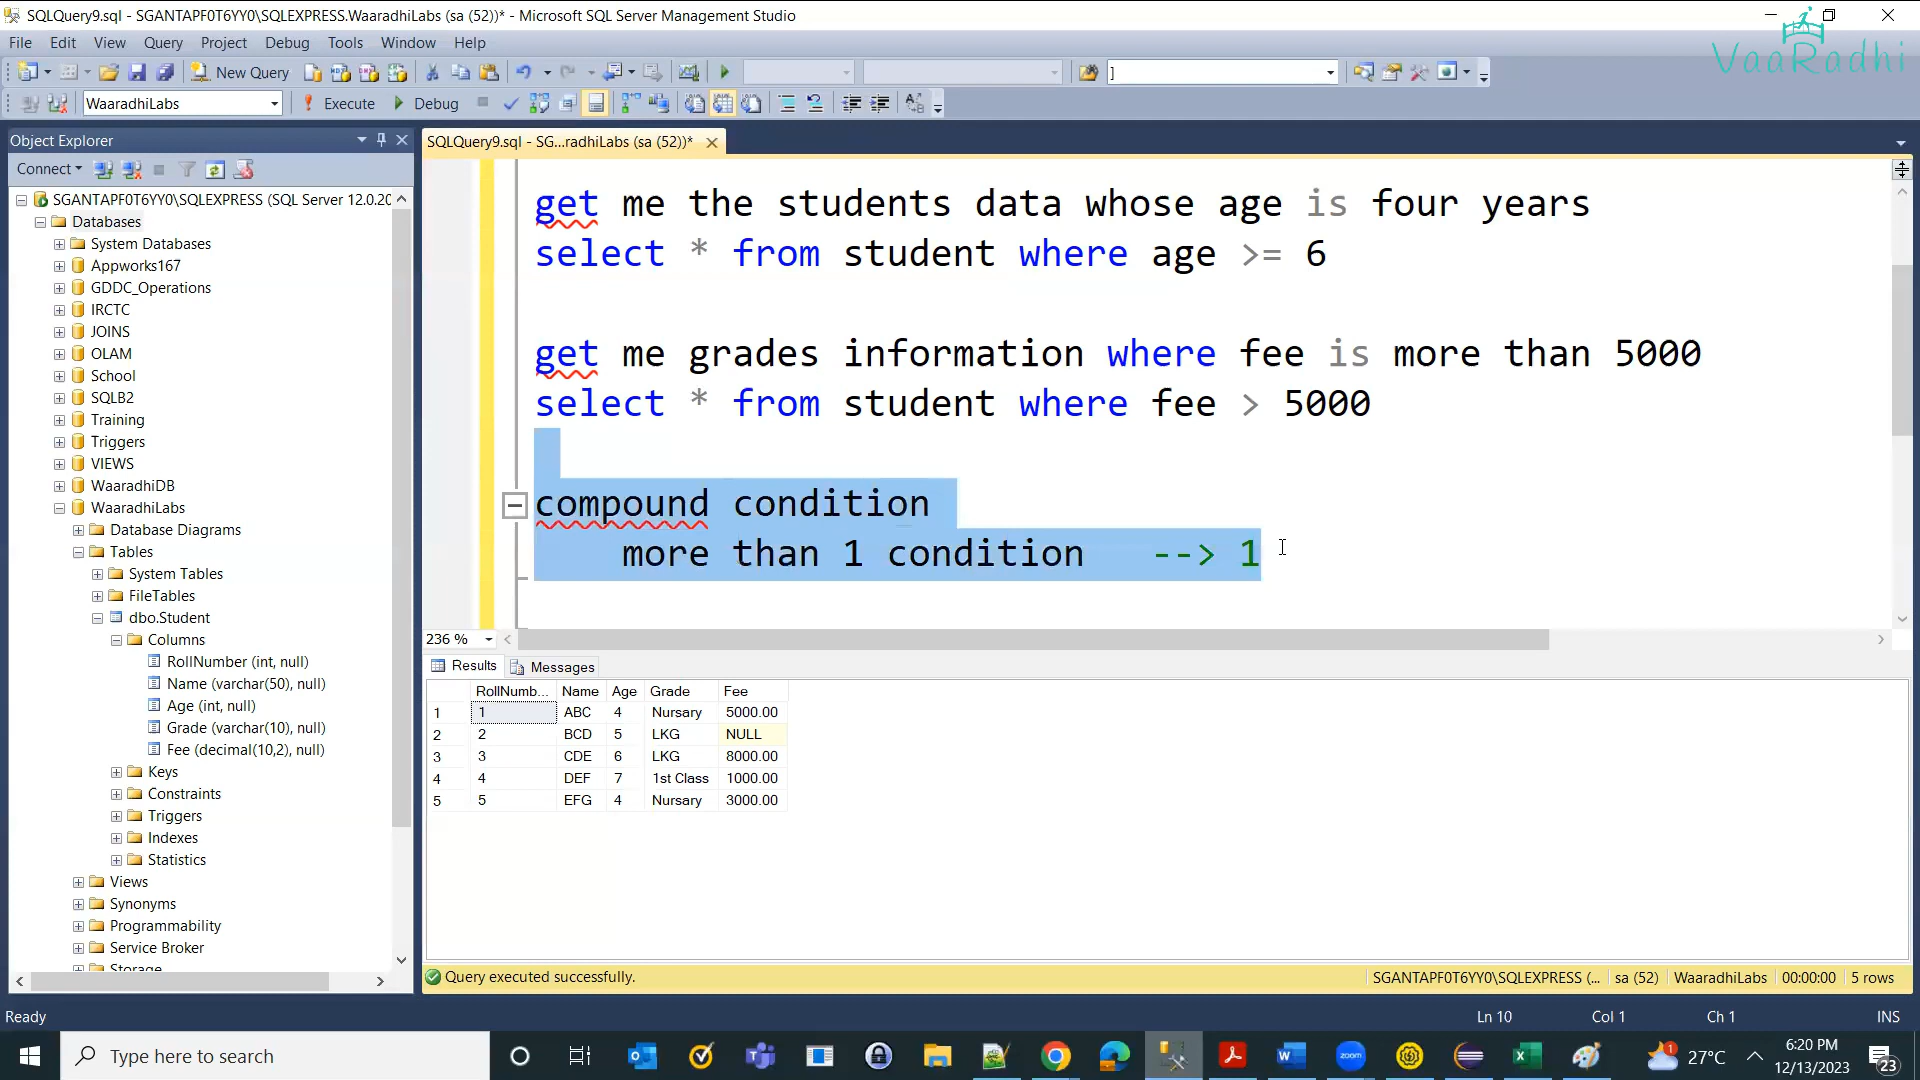 SQLQuery9.sql - SGANTAPF0T6YY0\SQLEXPRESS.WaaradhiLabs (sa (52))* - Microsoft SQL Server Management Studio
VaaRadhi
File Edit View Query Project Debug Tools Window Help
New Query ]
WaaradhiLabs Execute Debug
Object Explorer
SQLQuery9.sql - SG...radhiLabs (sa (52))*
Connect
SGANTAPF0T6YY0\SQLEXPRESS (SQL Server 12.0.20
Databases
System Databases
Appworks167
GDDC_Operations
IRCTC
JOINS
OLAM
School
SQLB2
Training
Triggers
VIEWS
WaaradhiDB
WaaradhiLabs
Database Diagrams
Tables
System Tables
FileTables
dbo.Student
Columns
RollNumber (int, null)
Name (varchar(50), null)
Age (int, null)
Grade (varchar(10), null)
Fee (decimal(10,2), null)
Keys
Constraints
Triggers
Indexes
Statistics
Views
Synonyms
Programmability
Service Broker
Storage
get me the students data whose age is four years
select * from student where age >= 6
get me grades information where fee is more than 5000
select * from student where fee > 5000
compound condition
more than 1 condition --> 1
236 %
Results Messages
RollNumb... Name Age Grade Fee
1 1 ABC 4 Nursary 5000.00
2 2 BCD 5 LKG NULL
3 3 CDE 6 LKG 8000.00
4 4 DEF 7 1st Class 1000.00
5 5 EFG 4 Nursary 3000.00
Query executed successfully. SGANTAPF0T6YY0\SQLEXPRESS (... sa (52) WaaradhiLabs 00:00:00 5 rows
Ready Ln 10 Col 1 Ch 1 INS
Type here to search zoom 27°C 6:20 PM
12/13/2023 23